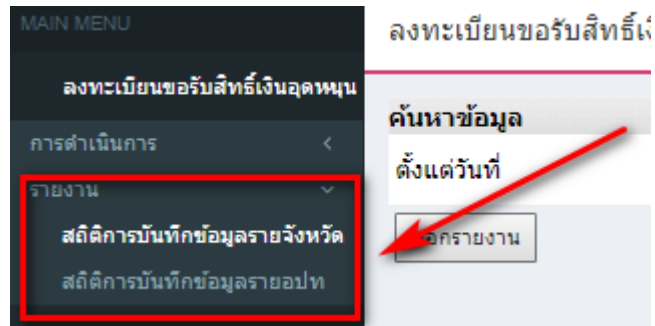 MAIN MENU
ลงทะเบียนขอรับสิทธิ์เงินอุดหนุน
การดำเนินการ
รายงาน
สถิติการบันทึกข้อมูลรายจังหวัด
สถิติการบันทึกข้อมูลรายอปท
ลงทะเบียนขอรับสิทธิ์เงิ
ค้นหาข้อมูล
ตั้งแต่วันที่
อกรายงาน